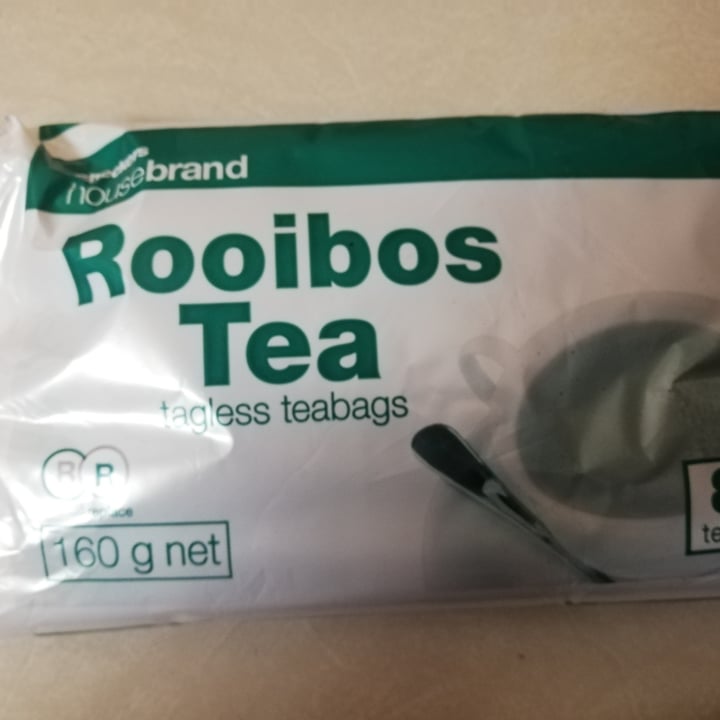 housebrand
Rooibos
Tea
tagless teabags
R R
160 g net